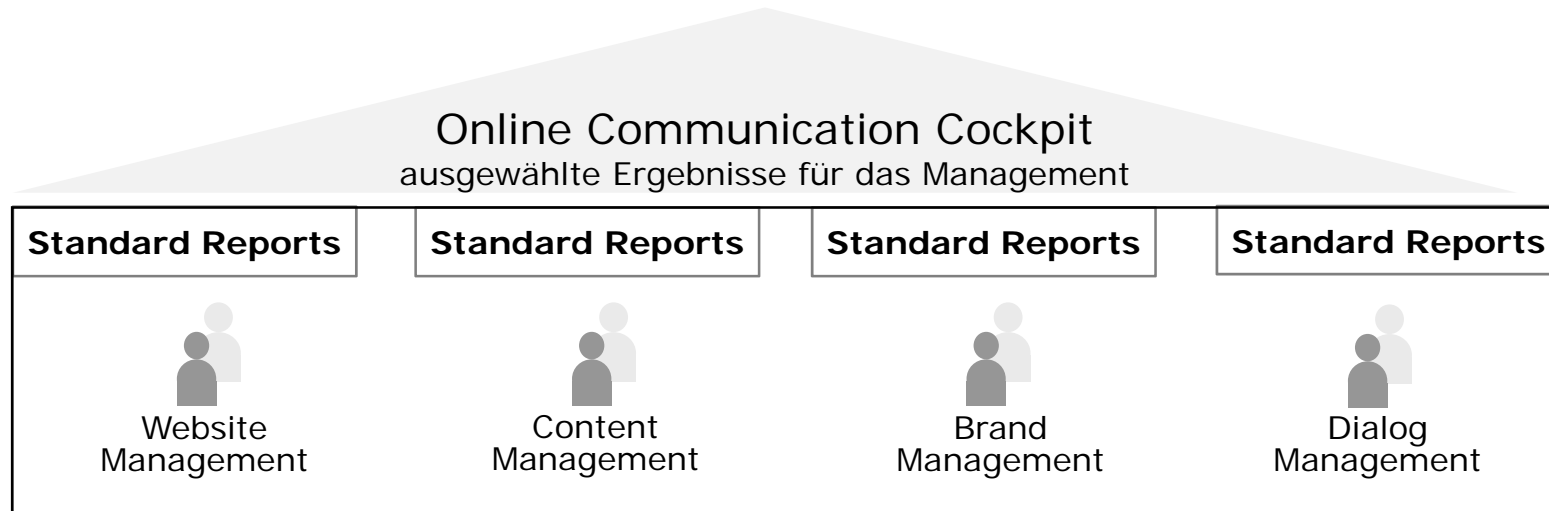 Online Communication Cockpit
ausgewählte Ergebnisse für das Management
Standard Reports
Standard Reports
Standard Reports
Standard Reports
Website
Management
Content
Management
Brand
Management
Dialog
Management